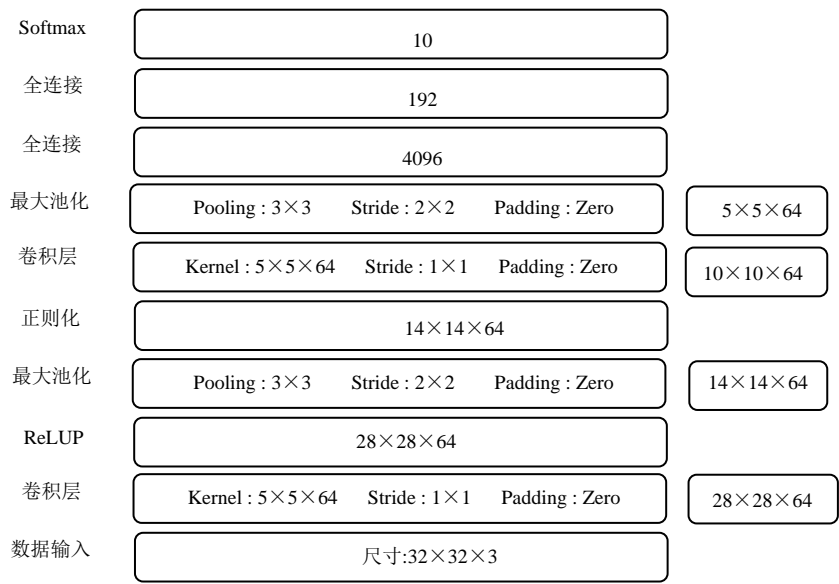 Softmax 10
全连接 192
全连接 4096
最大池化 Pooling : 3×3 Stride : 2×2 Padding : Zero 5×5×64
卷积层 Kernel : 5×5×64 Stride : 1×1 Padding : Zero 10×10×64
正则化 14×14×64
最大池化 Pooling : 3×3 Stride : 2×2 Padding : Zero 14×14×64
ReLUP 28×28×64
卷积层 Kernel : 5×5×64 Stride : 1×1 Padding : Zero 28×28×64
数据输入 尺寸:32×32×3